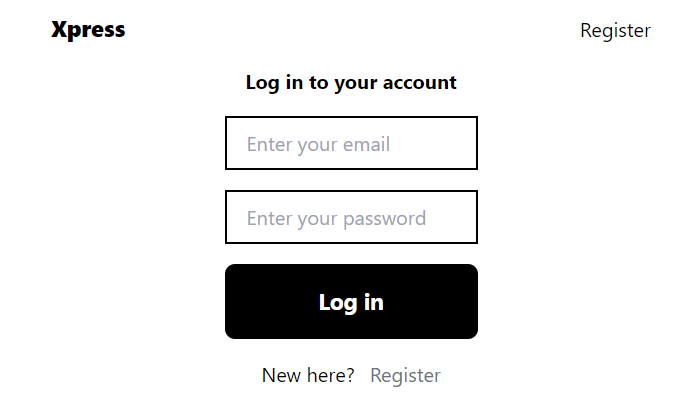 Xpress Register
Log in to your account
Enter your email
Enter your password
Log in
New here? Register